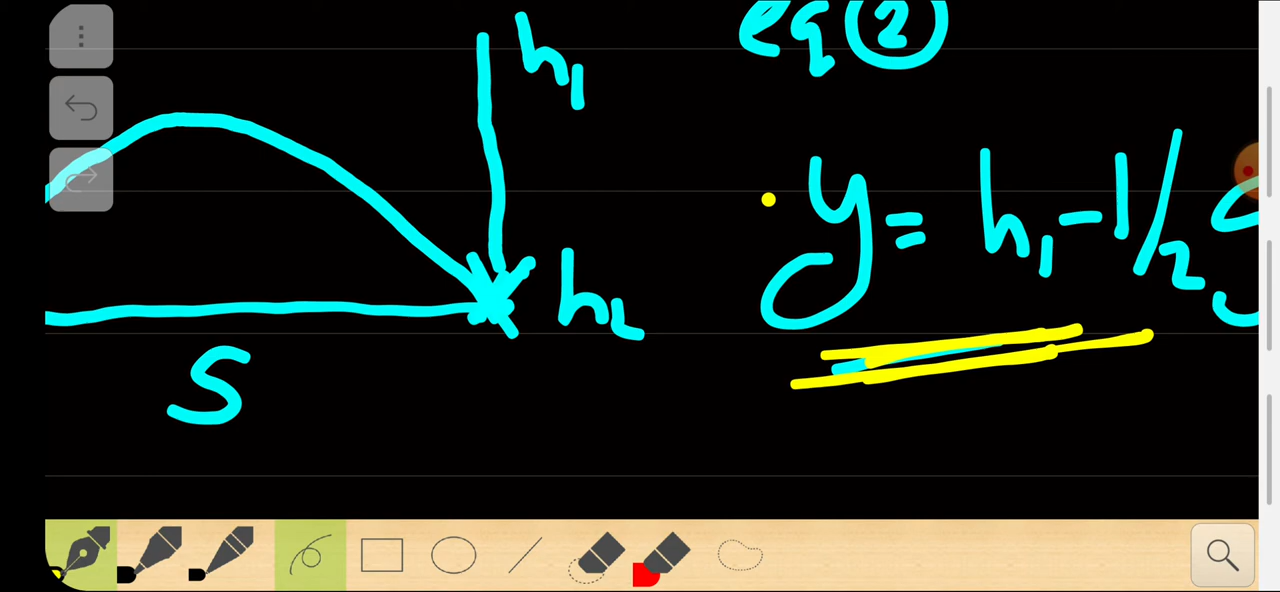 eq ②
h₁
y = h₁ - 1/2 g
h₂
S